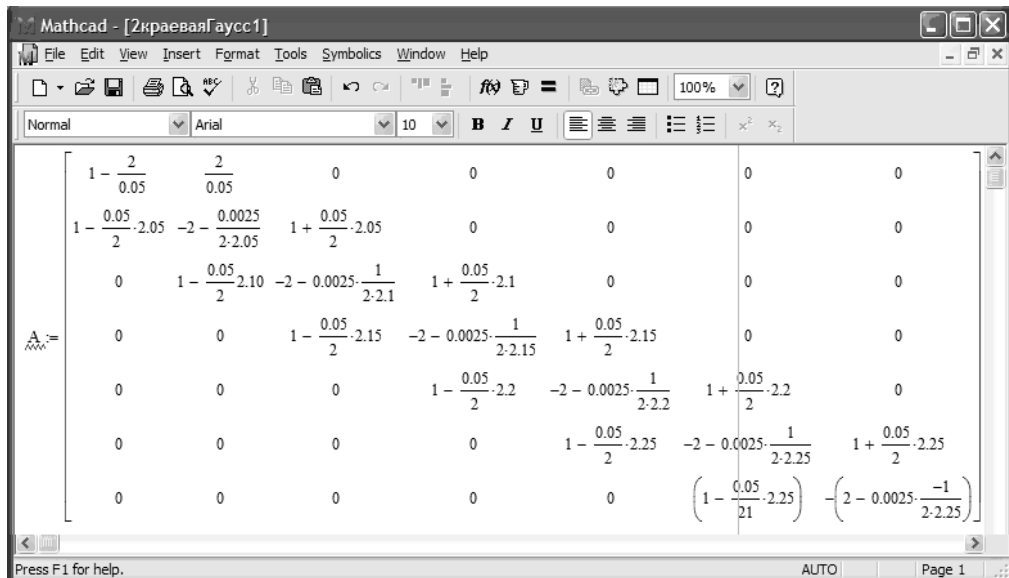 Mathcad - [2краеваяГаусс1]
File Edit View Insert Format Tools Symbolics Window Help
100%
Normal Arial 10 B I U
1 - 2/0.05 2/0.05 0 0 0 0 0
1 - 0.05/2·2.05 -2 - 0.0025/2·2.05 1 + 0.05/2·2.05 0 0 0 0
0 1 - 0.05/2 2.10 -2 - 0.0025·1/2·2.1 1 + 0.05/2·2.1 0 0 0
A := 0 0 1 - 0.05/2·2.15 -2 - 0.0025·1/2·2.15 1 + 0.05/2·2.15 0 0
0 0 0 1 - 0.05/2·2.2 -2 - 0.0025·1/2·2.2 1 + 0.05/2·2.2 0
0 0 0 0 1 - 0.05/2·2.25 -2 - 0.0025·1/2·2.25 1 + 0.05/2·2.25
0 0 0 0 0 (1 - 0.05/21·2.25) -(2 - 0.0025·-1/2·2.25)
Press F1 for help. AUTO Page 1